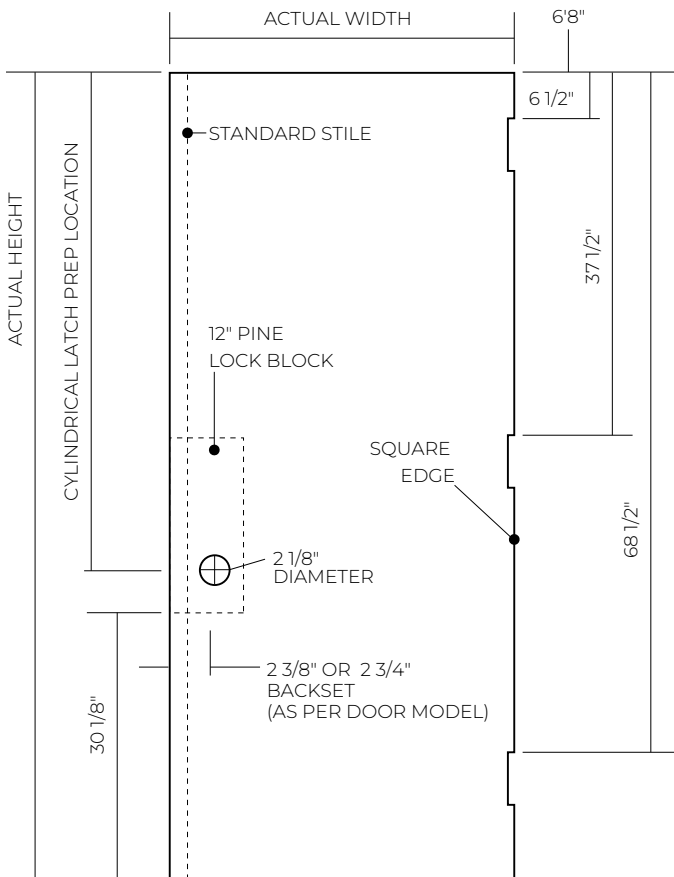 ACTUAL WIDTH
6'8"
6 1/2"
STANDARD STILE
ACTUAL HEIGHT
CYLINDRICAL LATCH PREP LOCATION
37 1/2"
12" PINE
LOCK BLOCK
SQUARE
EDGE
68 1/2"
2 1/8"
DIAMETER
2 3/8" OR 2 3/4"
BACKSET
(AS PER DOOR MODEL)
30 1/8"